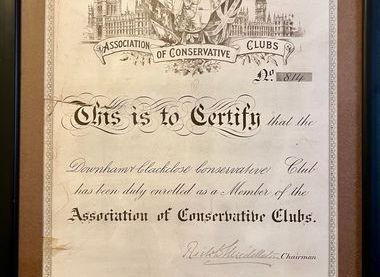 ASSOCIATION OF CONSERVATIVE CLUBS
No. 814
This is to Certify that the
Downham & Clackclose Conservative Club
has been duly enrolled as a Member of the
Association of Conservative Clubs.
Chairman